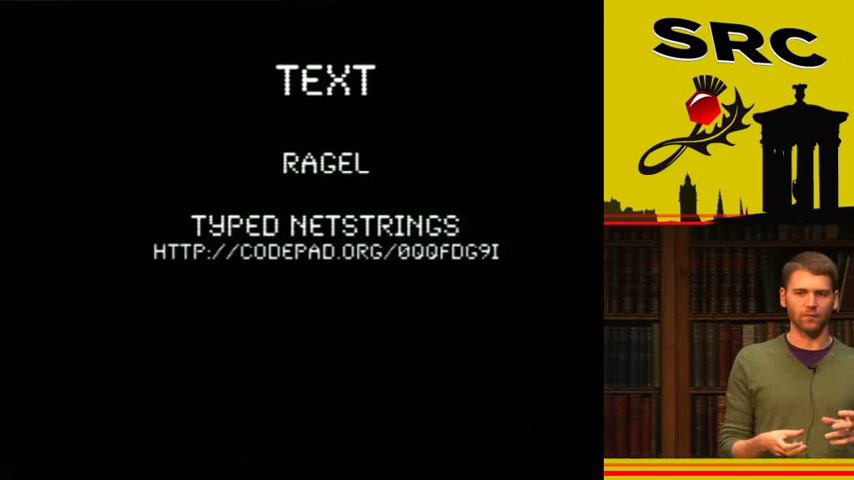 TEXT
RAGEL
TYPED NETSTRINGS
HTTP://CODEPAD.ORG/0QQFDG9I
SRC